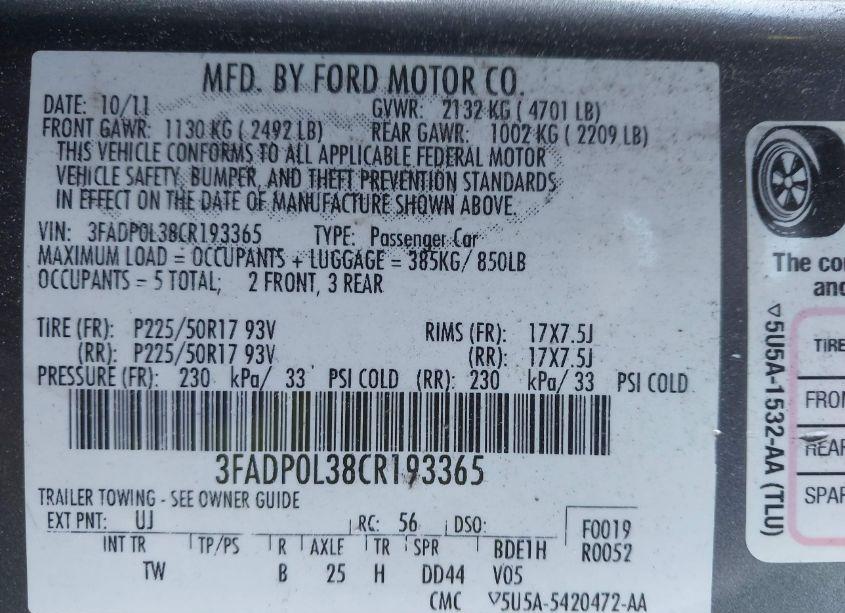 MFD. BY FORD MOTOR CO.
DATE: 10/11 GVWR: 2132 KG ( 4701 LB)
FRONT GAWR: 1130 KG ( 2492 LB) REAR GAWR: 1002 KG ( 2209 LB)
THIS VEHICLE CONFORMS TO ALL APPLICABLE FEDERAL MOTOR
VEHICLE SAFETY, BUMPER, AND THEFT PREVENTION STANDARDS
IN EFFECT ON THE DATE OF MANUFACTURE SHOWN ABOVE.
VIN: 3FADP0L38CR193365 TYPE: Passenger Car
MAXIMUM LOAD = OCCUPANTS + LUGGAGE = 385KG/ 850LB
OCCUPANTS = 5 TOTAL; 2 FRONT, 3 REAR
TIRE (FR): P225/50R17 93V RIMS (FR): 17X7.5J
(RR): P225/50R17 93V (RR): 17X7.5J
PRESSURE (FR): 230 kPa/ 33 PSI COLD (RR): 230 kPa/ 33 PSI COLD
3FADP0L38CR193365
TRAILER TOWING - SEE OWNER GUIDE
EXT PNT: UJ RC: 56 DSO: F0019
INT TR TP/PS R AXLE TR SPR BDE1H R0052
TW B 25 H DD44 V05
CMC ▽5U5A-5420472-AA
The
and
▽5U5A-1532-AA (TLU)
TIRE
FRON
REAR
SPAR